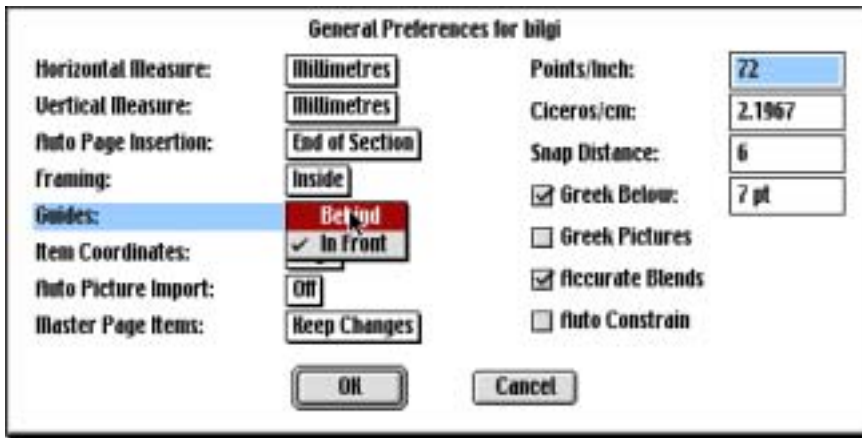 General Preferences for bilgi
Horizontal Measure: Millimetres
Vertical Measure: Millimetres
Auto Page Insertion: End of Section
Framing: Inside
Guides: Behind
✓ In Front
Item Coordinates:
Auto Picture Import: Off
Master Page Items: Keep Changes
Points/Inch: 72
Ciceros/cm: 2.1967
Snap Distance: 6
Greek Below: 7 pt
Greek Pictures
Accurate Blends
Auto Constrain
OK Cancel